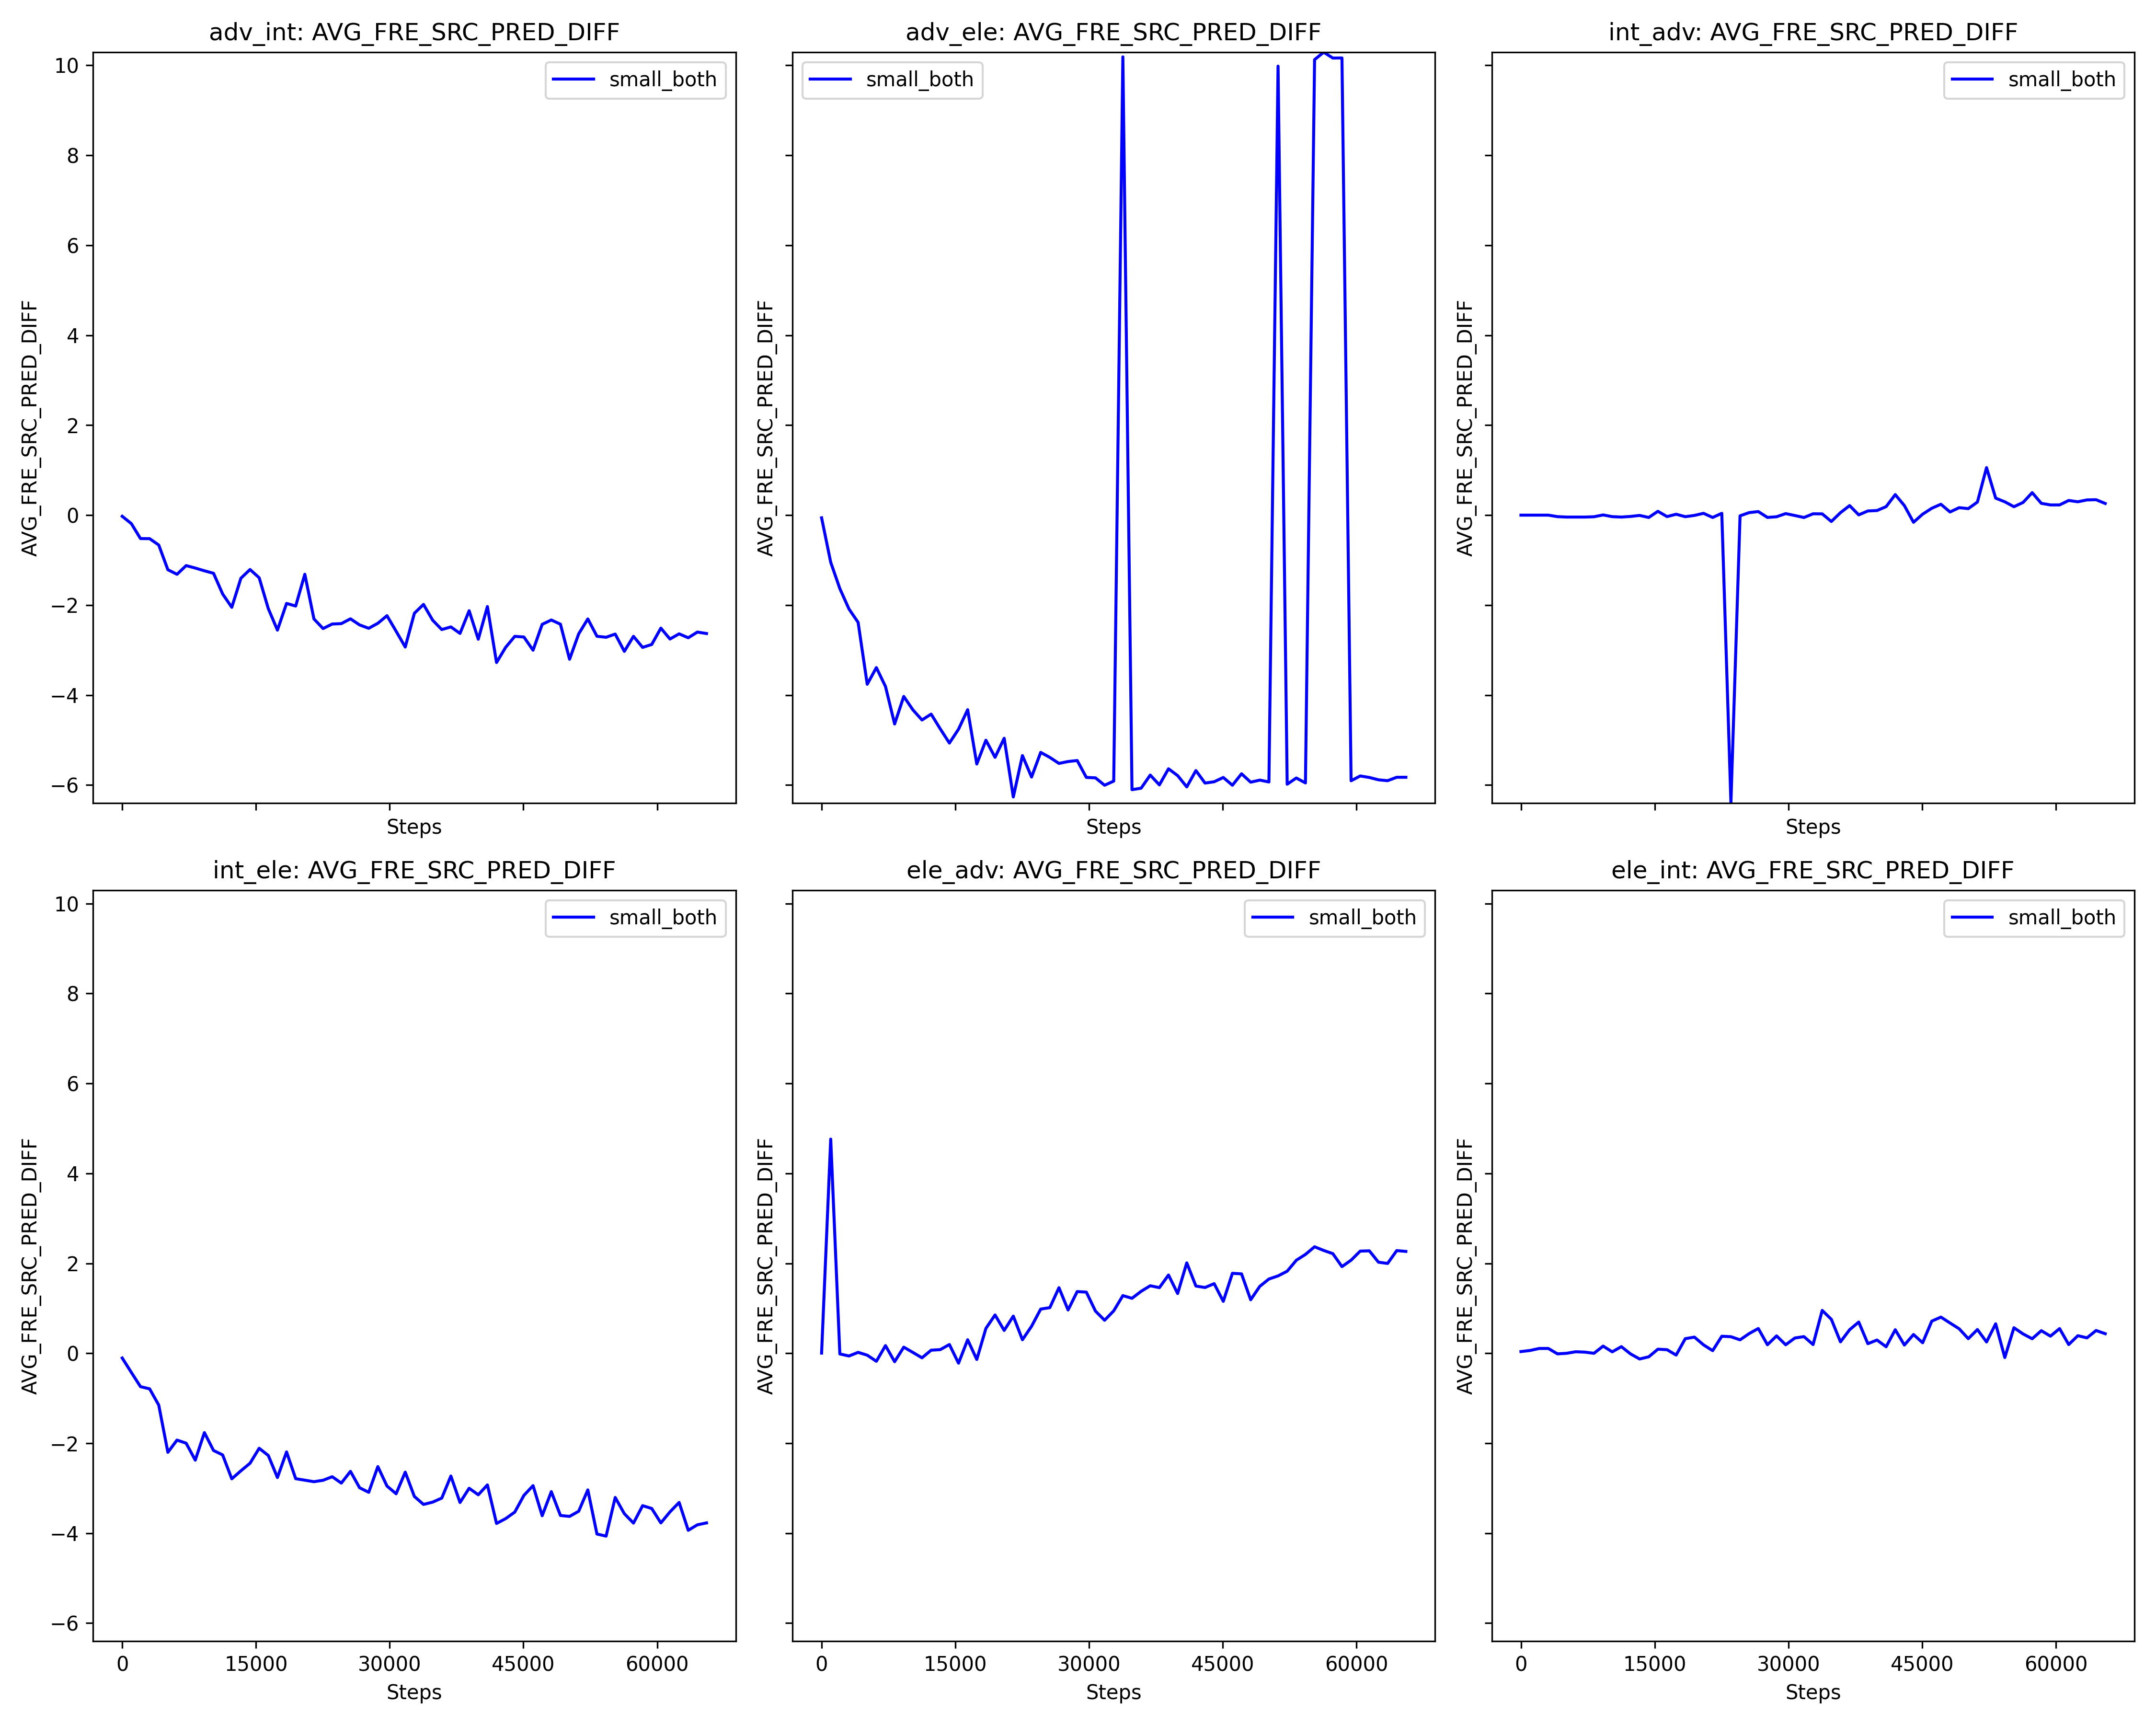 adv_int: AVG_FRE_SRC_PRED_DIFF
adv_ele: AVG_FRE_SRC_PRED_DIFF
int_adv: AVG_FRE_SRC_PRED_DIFF
small_both
small_both
small_both
10
8
6
4
2
0
−2
−4
−6
AVG_FRE_SRC_PRED_DIFF
AVG_FRE_SRC_PRED_DIFF
AVG_FRE_SRC_PRED_DIFF
Steps
Steps
Steps
int_ele: AVG_FRE_SRC_PRED_DIFF
ele_adv: AVG_FRE_SRC_PRED_DIFF
ele_int: AVG_FRE_SRC_PRED_DIFF
small_both
small_both
small_both
10
8
6
4
2
0
−2
−4
−6
AVG_FRE_SRC_PRED_DIFF
AVG_FRE_SRC_PRED_DIFF
AVG_FRE_SRC_PRED_DIFF
0 15000 30000 45000 60000
0 15000 30000 45000 60000
0 15000 30000 45000 60000
Steps
Steps
Steps